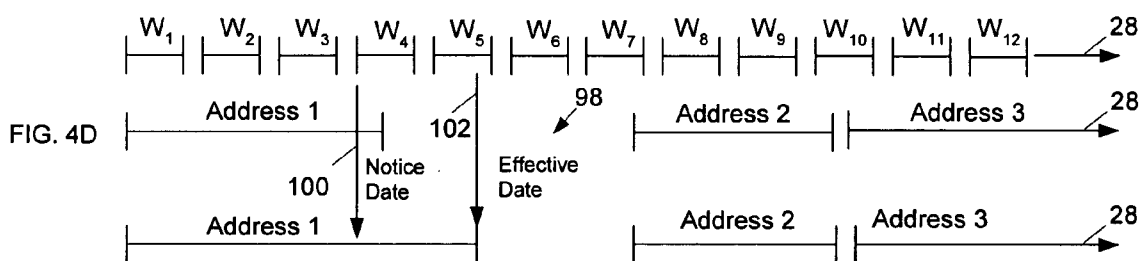 W1 W2 W3 W4 W5 W6 W7 W8 W9 W10 W11 W12 28
Address 1 102 98 Address 2 Address 3 28
FIG. 4D
100 Notice Date Effective Date
Address 1 Address 2 Address 3 28